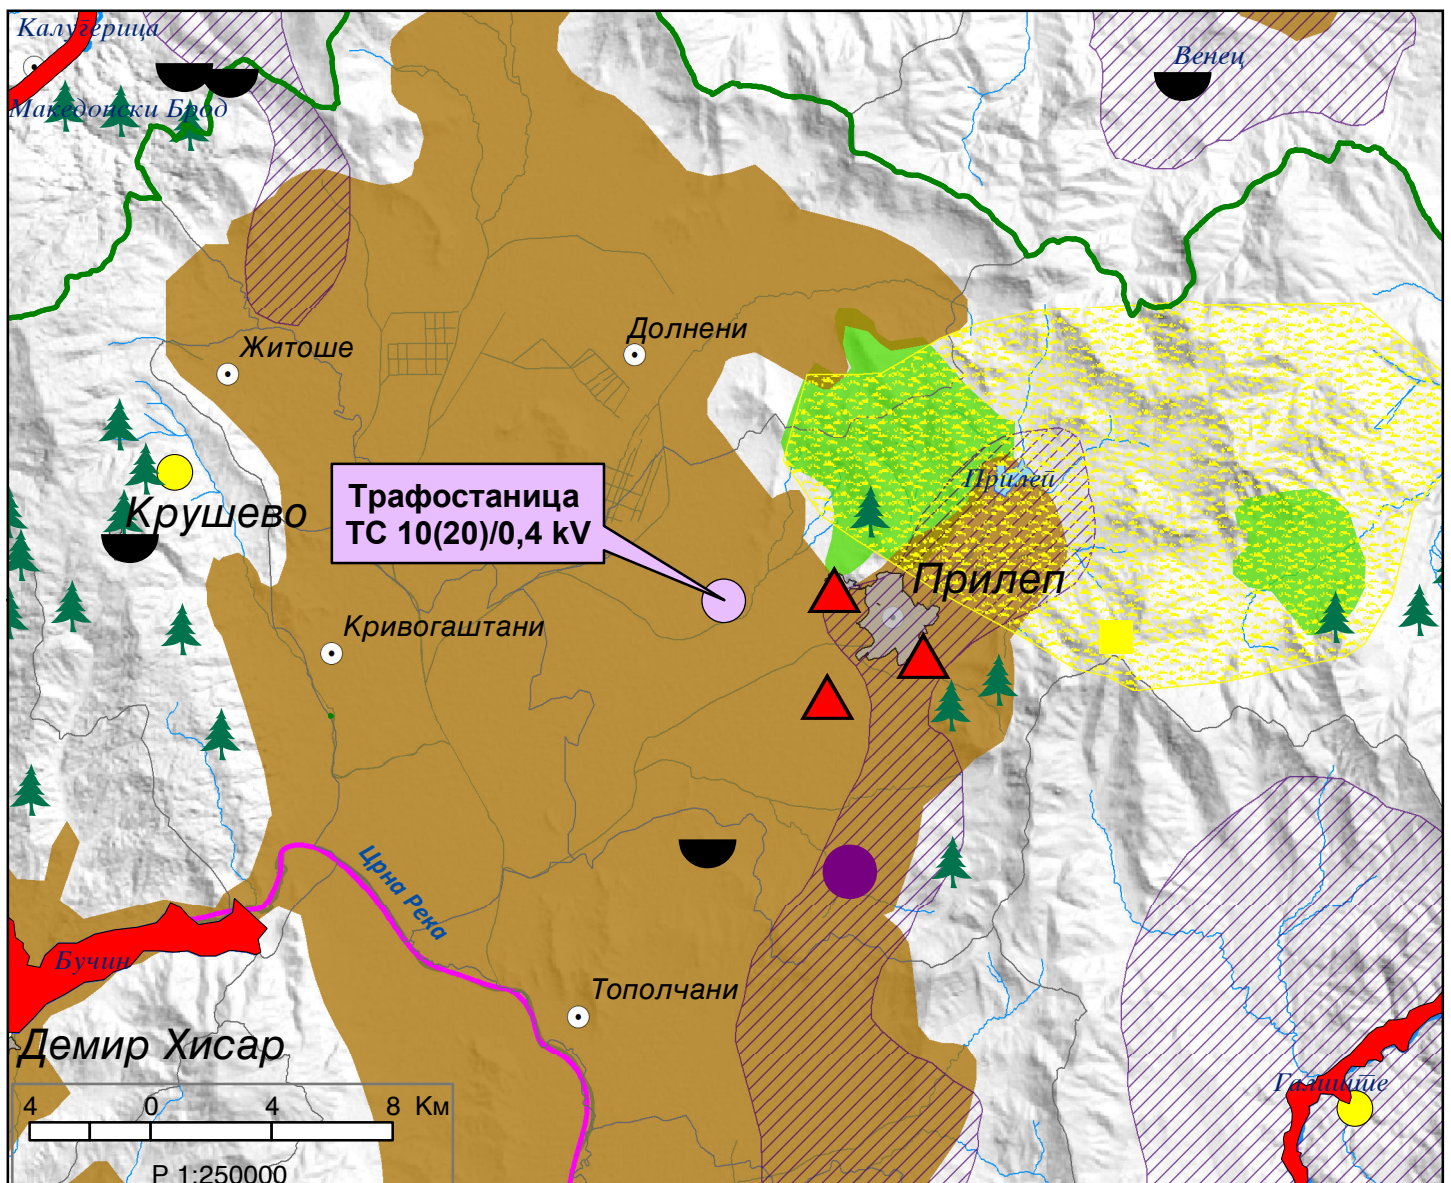 Калугерица
Венец
Македонски Брод
Долнени
Житоше
Прилеп
Трафостаница
ТС 10(20)/0,4 kV
Крушево
Прилеп
Кривогаштани
Црна Река
Бучин
Тополчани
Демир Хисар
Галиште
4 0 4 8 Км
Р 1:250000